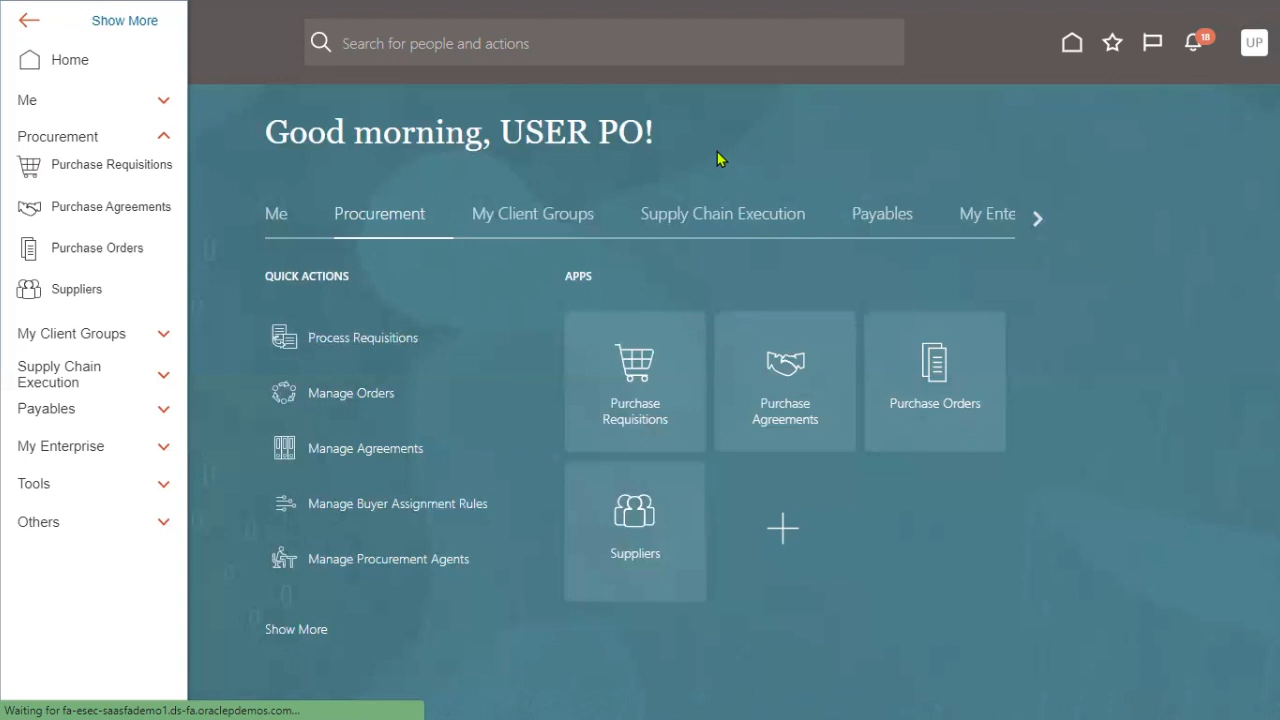 Show More
Home
Me
Procurement
Purchase Requisitions
Purchase Agreements
Purchase Orders
Suppliers
My Client Groups
Supply Chain
Execution
Payables
My Enterprise
Tools
Others
Search for people and actions
18
UP
Good morning, USER PO!
Me
Procurement
My Client Groups
Supply Chain Execution
Payables
My Ente
QUICK ACTIONS
Process Requisitions
Manage Orders
Manage Agreements
Manage Buyer Assignment Rules
Manage Procurement Agents
Show More
APPS
Purchase
Requisitions
Purchase
Agreements
Purchase Orders
Suppliers
Waiting for fa-esec-saasfademo1.ds-fa.oraclepdemos.com...